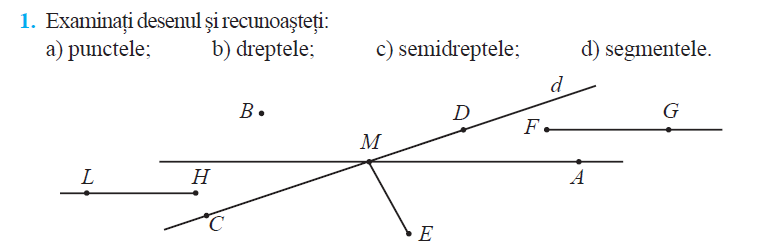 1. Examinați desenul și recunoașteți:
a) punctele; b) dreptele; c) semidreptele; d) segmentele.
d
B D F G
M
L H A
C
E